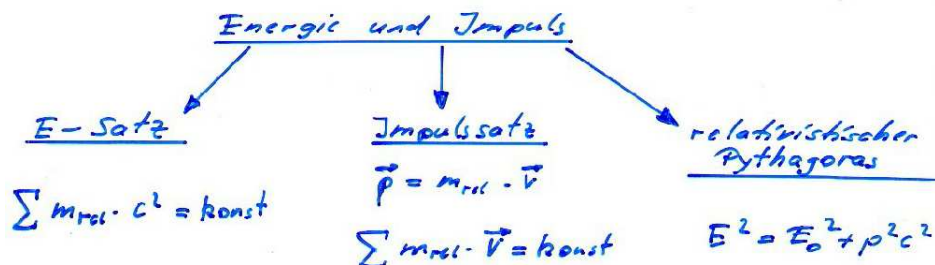 Energie und Impuls
E-Satz
∑ m_rel · c² = konst
Impulssatz
p⃗ = m_rel · v⃗
∑ m_rel · v⃗ = konst
relativistischer
Pythagoras
E² = E₀² + p²c²